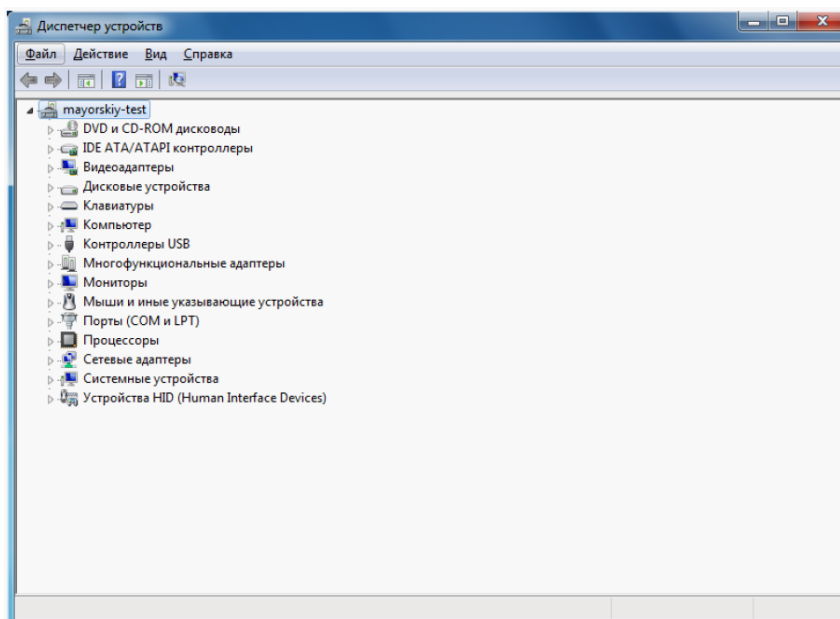 Диспетчер устройств
Файл Действие Вид Справка
mayorskiy-test
DVD и CD-ROM дисководы
IDE ATA/ATAPI контроллеры
Видеоадаптеры
Дисковые устройства
Клавиатуры
Компьютер
Контроллеры USB
Многофункциональные адаптеры
Мониторы
Мыши и иные указывающие устройства
Порты (COM и LPT)
Процессоры
Сетевые адаптеры
Системные устройства
Устройства HID (Human Interface Devices)